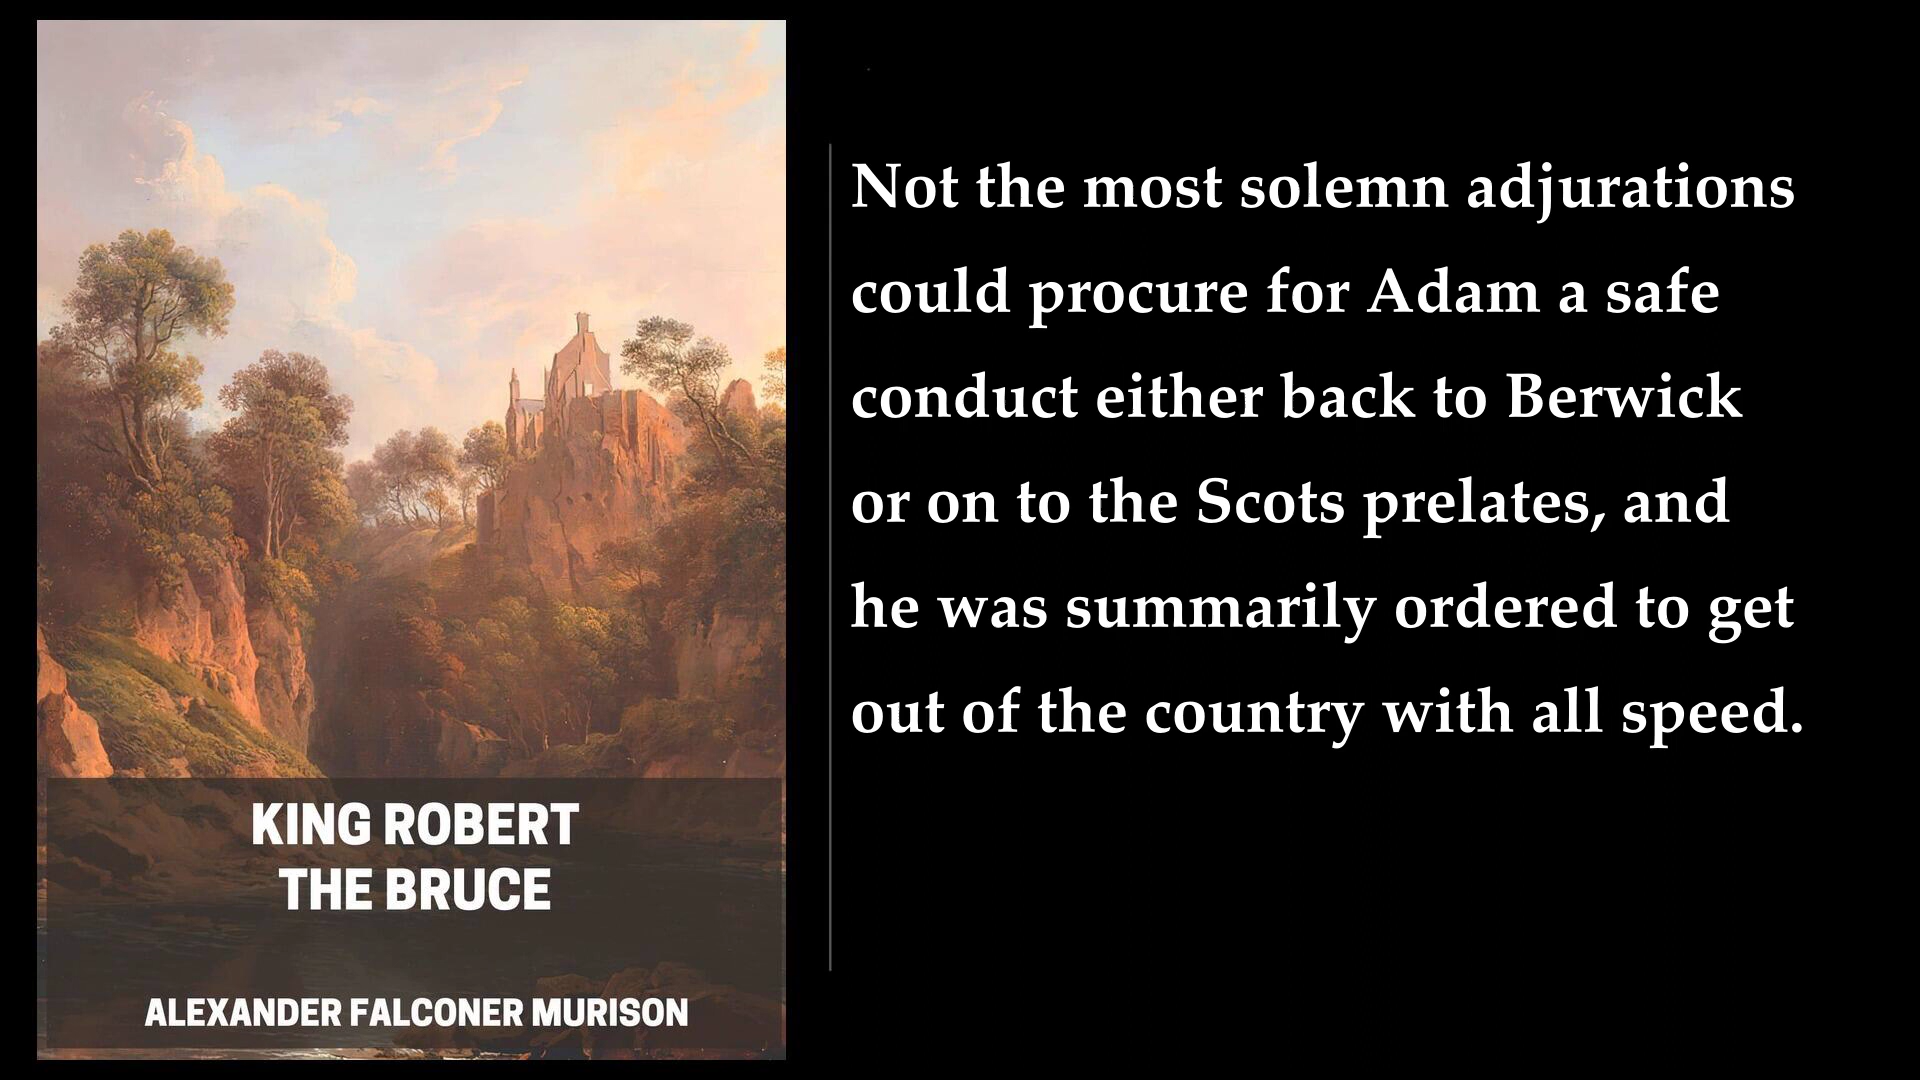 Not the most solemn adjurations
could procure for Adam a safe
conduct either back to Berwick
or on to the Scots prelates, and
he was summarily ordered to get
out of the country with all speed.
KING ROBERT
THE BRUCE
ALEXANDER FALCONER MURISON